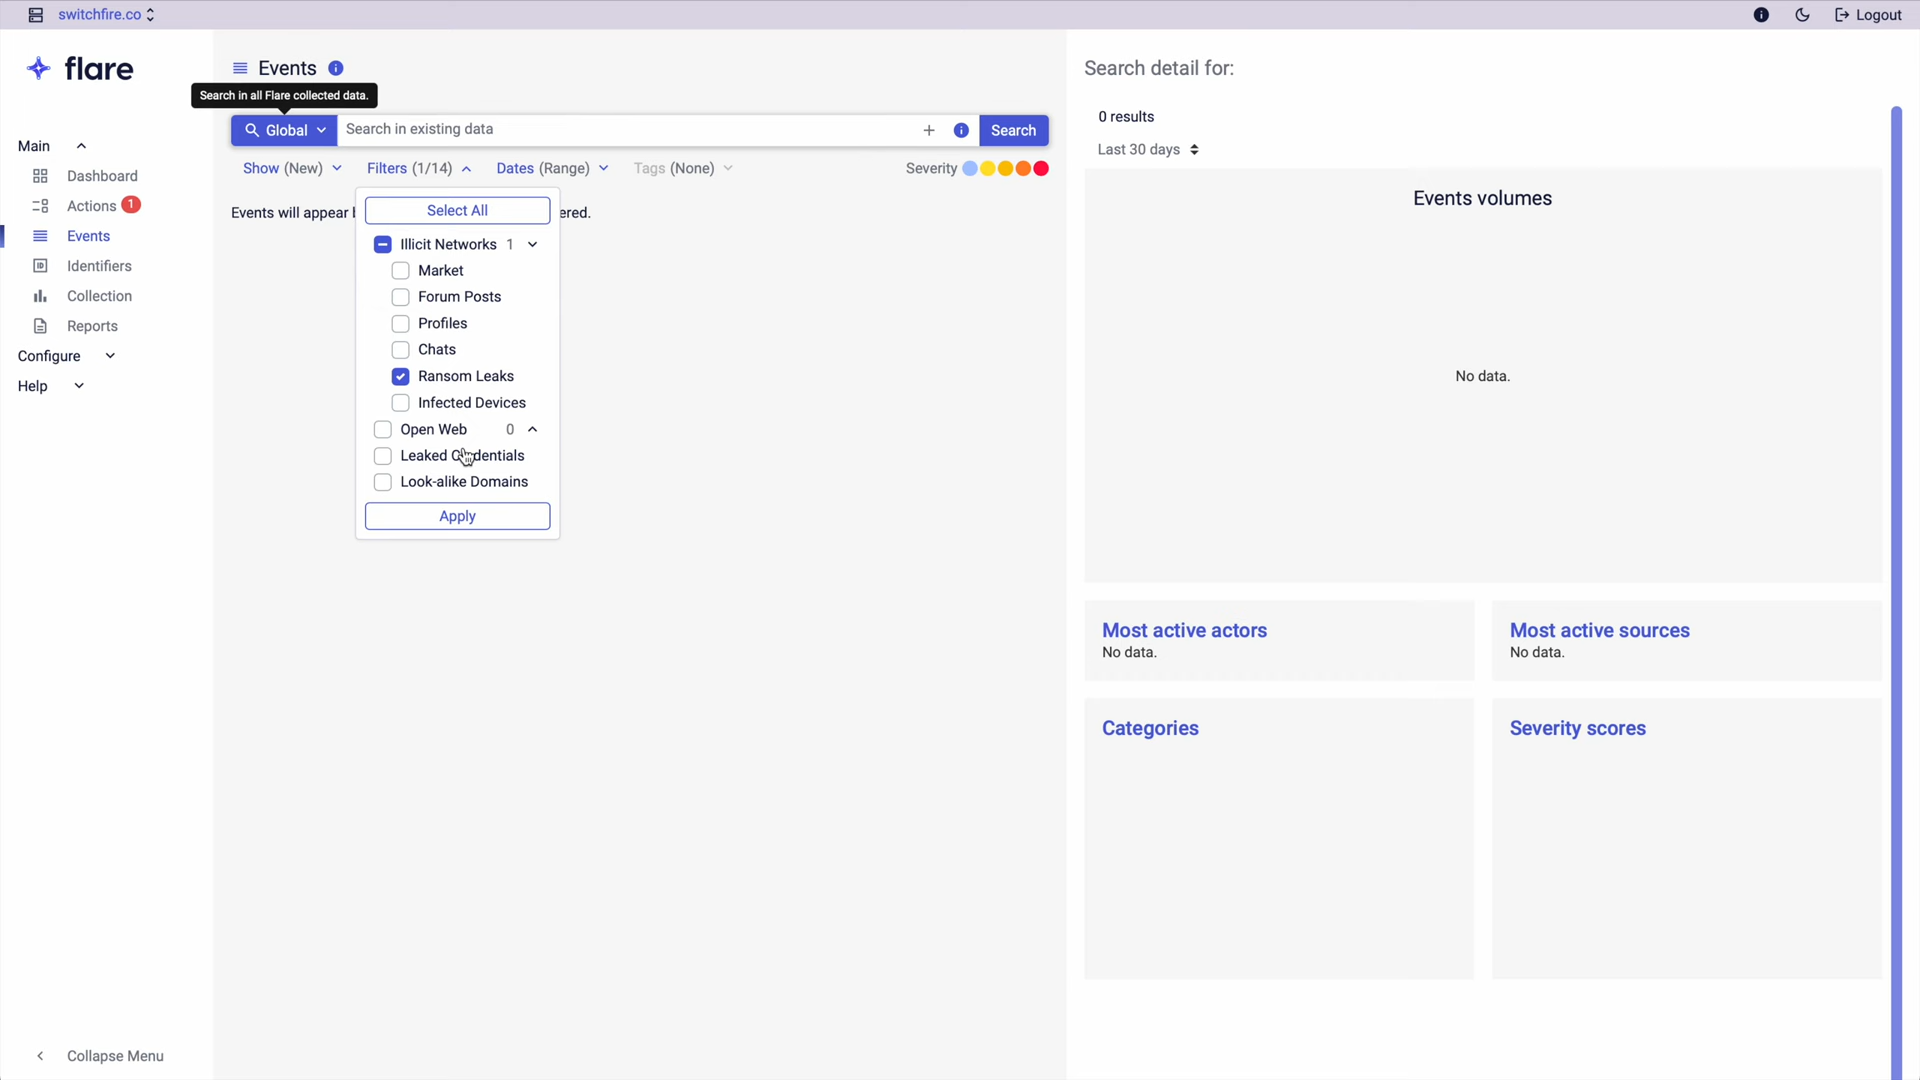 switchfire.co
Logout
flare
Events
Search in all Flare collected data.
Global
Search in existing data
Search
Show (New)
Filters (1/14)
Dates (Range)
Tags (None)
Severity
Main
Dashboard
Actions 1
Events
Identifiers
Collection
Reports
Configure
Help
Events will appear
ered.
Select All
Illicit Networks 1
Market
Forum Posts
Profiles
Chats
Ransom Leaks
Infected Devices
Open Web 0
Leaked Credentials
Look-alike Domains
Apply
Search detail for:
0 results
Last 30 days
Events volumes
No data.
Most active actors
No data.
Most active sources
No data.
Categories
Severity scores
Collapse Menu